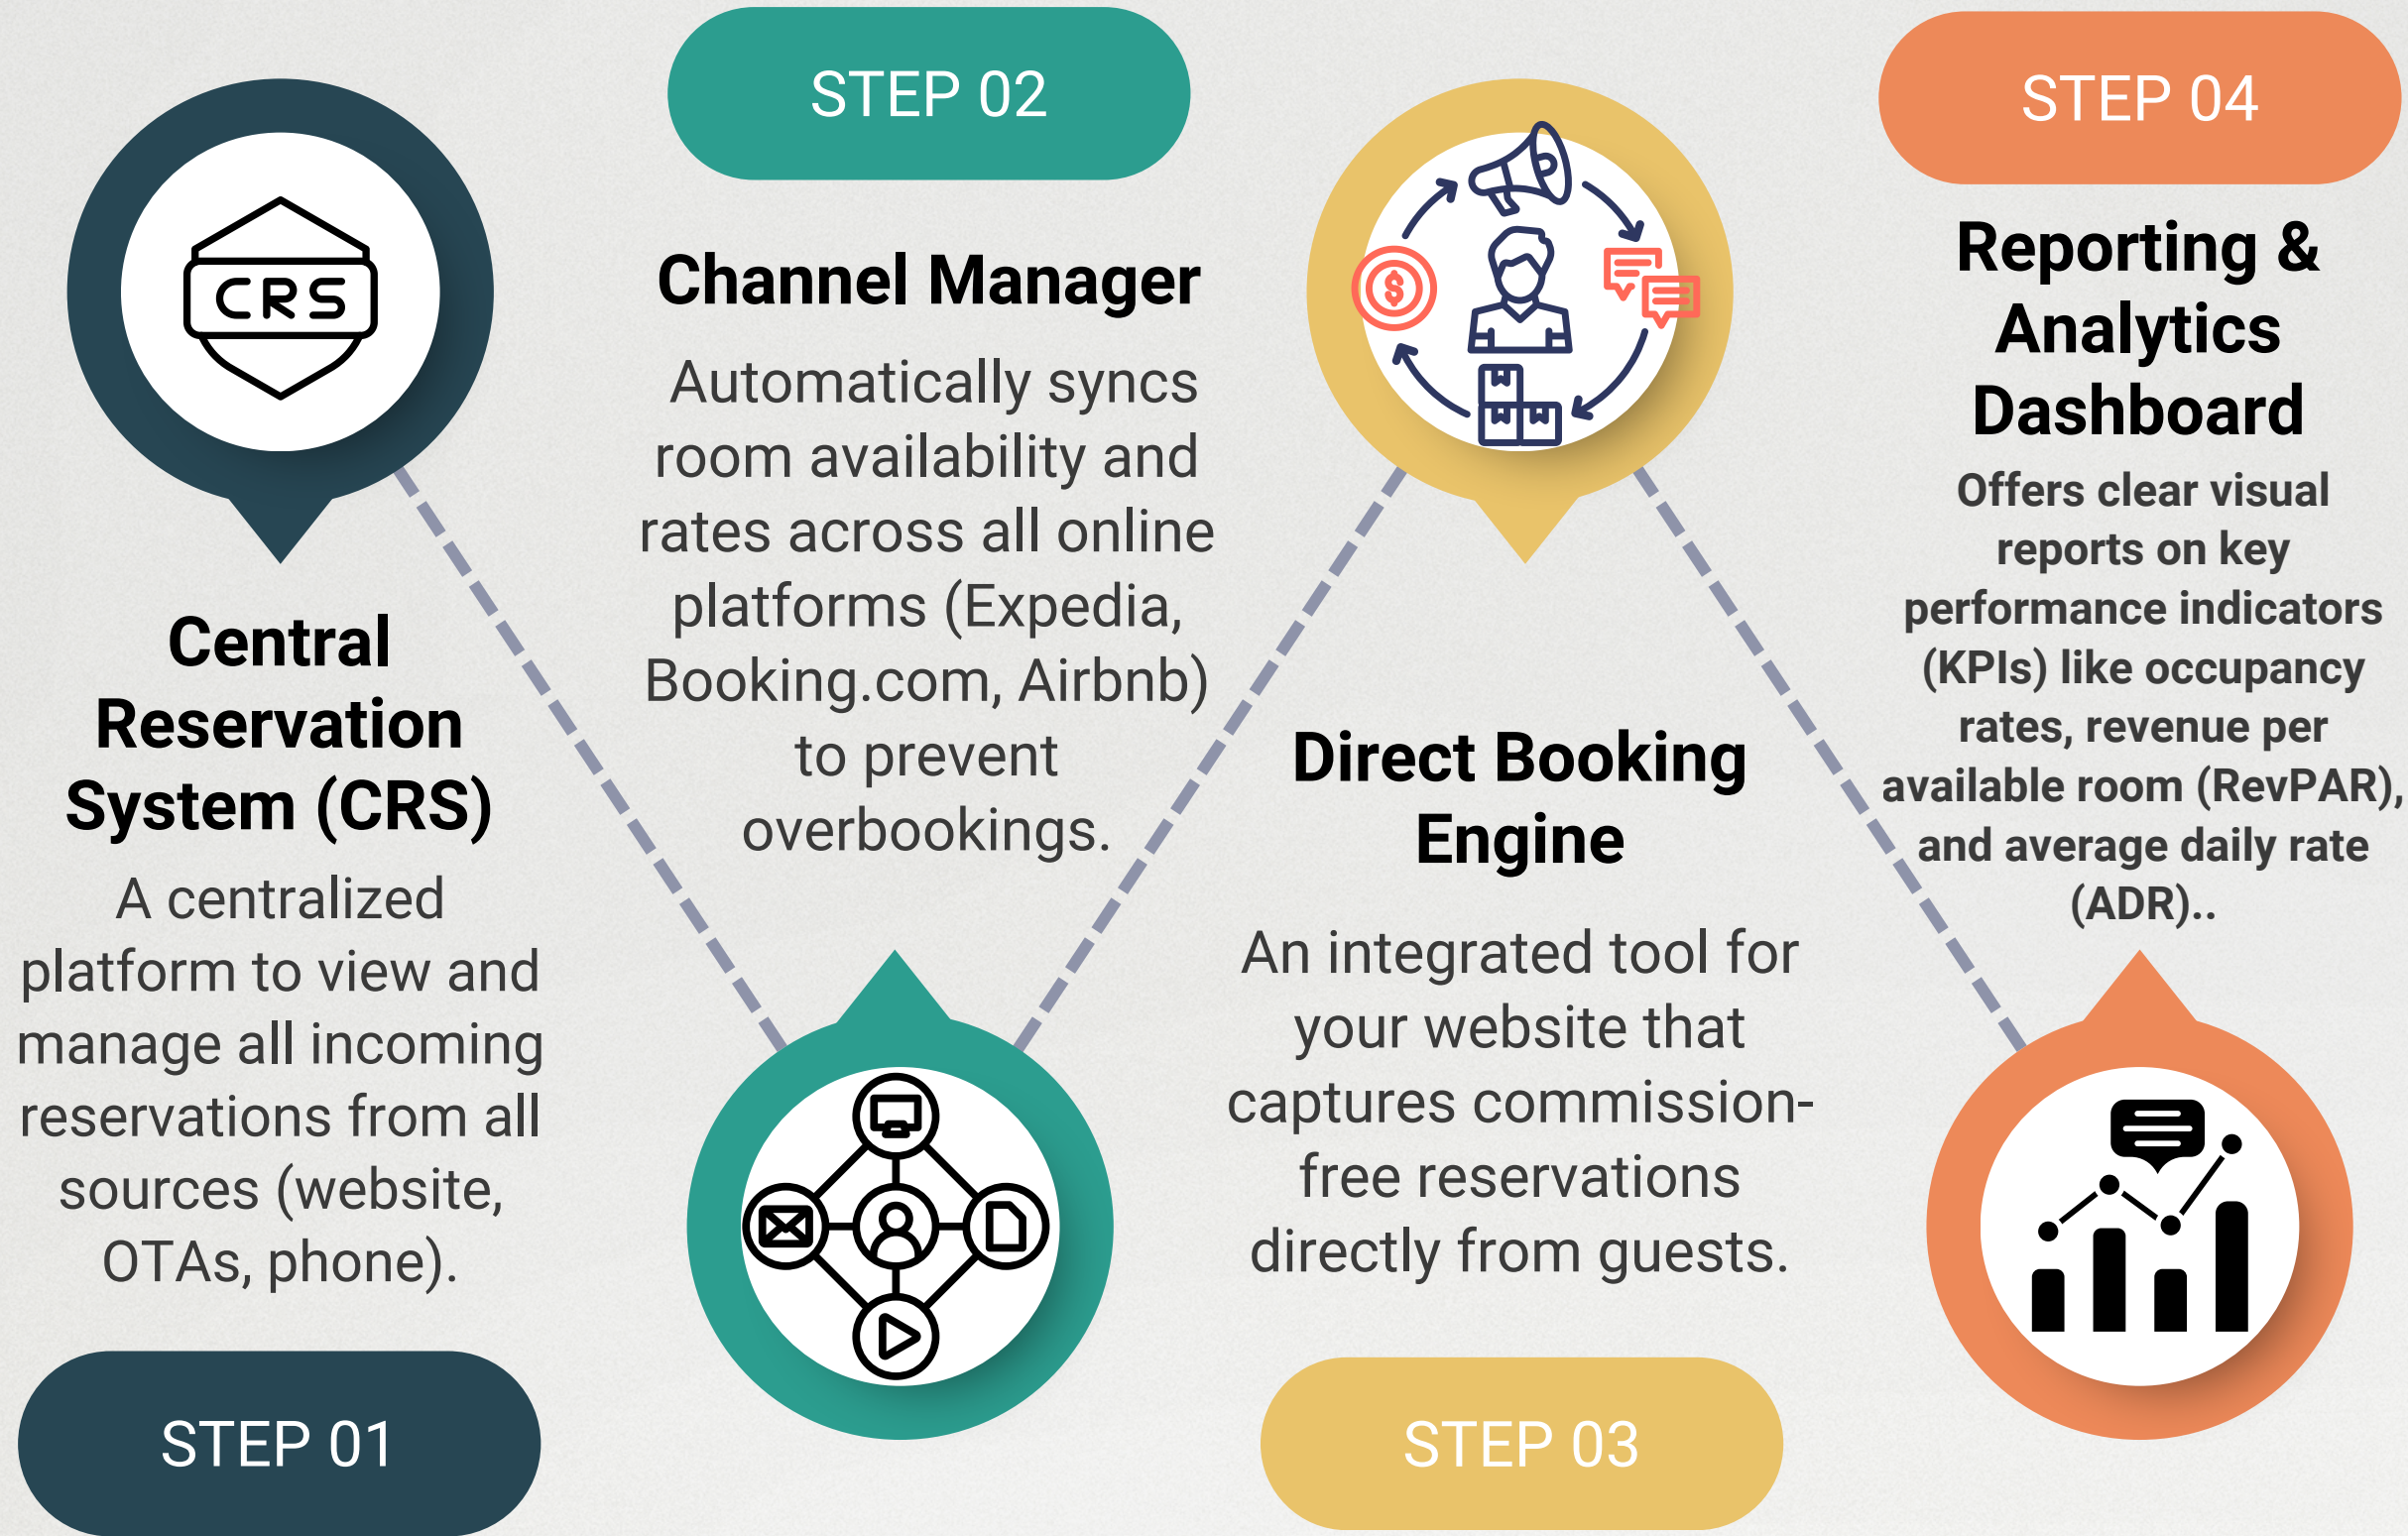 CRS
Central
Reservation
System (CRS)
A centralized
platform to view and
manage all incoming
reservations from all
sources (website,
OTAs, phone).
STEP 01
STEP 02
Channel Manager
Automatically syncs
room availability and
rates across all online
platforms (Expedia,
Booking.com, Airbnb)
to prevent
overbookings.
$
Direct Booking
Engine
An integrated tool for
your website that
captures commission-
free reservations
directly from guests.
STEP 03
STEP 04
Reporting &
Analytics
Dashboard
Offers clear visual
reports on key
performance indicators
(KPIs) like occupancy
rates, revenue per
available room (RevPAR),
and average daily rate
(ADR)..